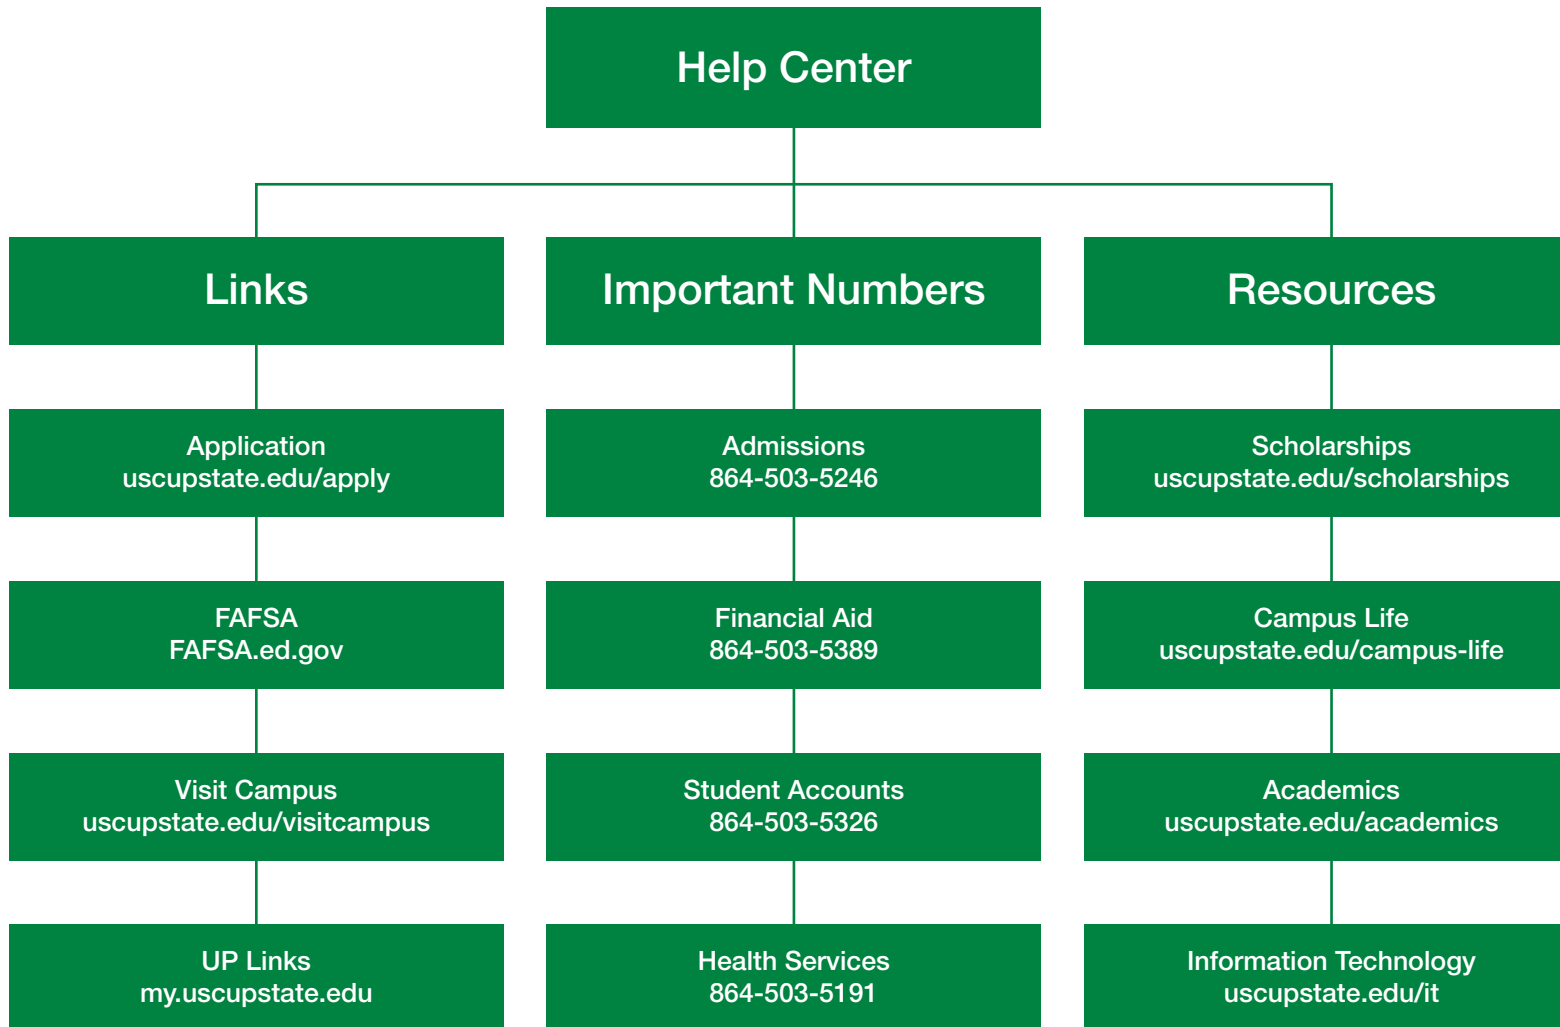 Help Center
Links
Application
uscupstate.edu/apply
FAFSA
FAFSA.ed.gov
Visit Campus
uscupstate.edu/visitcampus
UP Links
my.uscupstate.edu
Important Numbers
Admissions
864-503-5246
Financial Aid
864-503-5389
Student Accounts
864-503-5326
Health Services
864-503-5191
Resources
Scholarships
uscupstate.edu/scholarships
Campus Life
uscupstate.edu/campus-life
Academics
uscupstate.edu/academics
Information Technology
uscupstate.edu/it